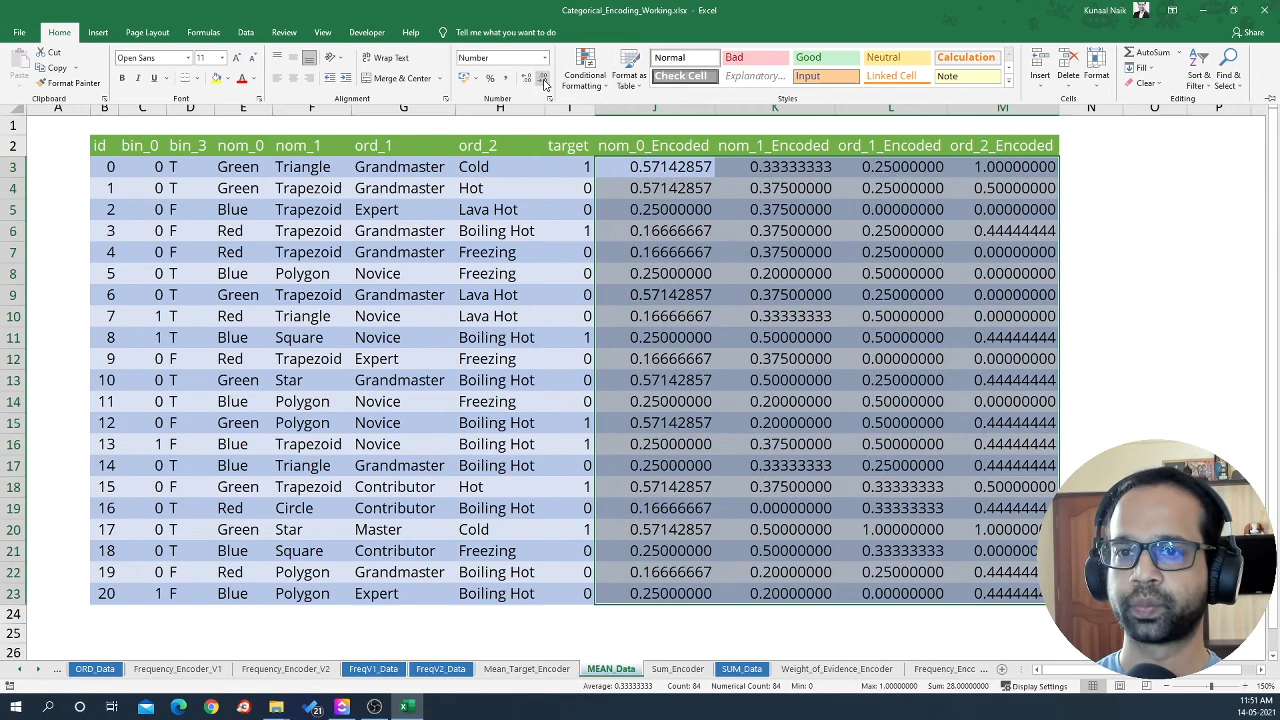 Categorical_Encoding_Working.xlsx - Excel
Kunaal Naik
File Home Insert Page Layout Formulas Data Review View Developer Help Tell me what you want to do
Cut
Copy
Format Painter
Paste
Clipboard
Open Sans 11
Font
Wrap Text
Merge & Center
Alignment
Number
Number
Conditional Formatting
Format as Table
Normal Bad Good Neutral Calculation
Check Cell Explanatory... Input Linked Cell Note
Styles
Insert Delete Format
Cells
AutoSum
Fill
Clear
Sort & Filter
Find & Select
Editing
A B C D E F G H I J K L M N O P
1
2 id bin_0 bin_3 nom_0 nom_1 ord_1 ord_2 target nom_0_Encoded nom_1_Encoded ord_1_Encoded ord_2_Encoded
3 0 0 T Green Triangle Grandmaster Cold 1 0.57142857 0.33333333 0.25000000 1.00000000
4 1 0 T Green Trapezoid Grandmaster Hot 0 0.57142857 0.37500000 0.25000000 0.50000000
5 2 0 F Blue Trapezoid Expert Lava Hot 0 0.25000000 0.37500000 0.00000000 0.00000000
6 3 0 F Red Trapezoid Grandmaster Boiling Hot 1 0.16666667 0.37500000 0.25000000 0.44444444
7 4 0 F Red Trapezoid Grandmaster Freezing 0 0.16666667 0.37500000 0.25000000 0.00000000
8 5 0 T Blue Polygon Novice Freezing 0 0.25000000 0.20000000 0.50000000 0.00000000
9 6 0 T Green Trapezoid Grandmaster Lava Hot 0 0.57142857 0.37500000 0.25000000 0.00000000
10 7 1 T Red Triangle Novice Lava Hot 0 0.16666667 0.33333333 0.50000000 0.00000000
11 8 1 T Blue Square Novice Boiling Hot 1 0.25000000 0.50000000 0.50000000 0.44444444
12 9 0 F Red Trapezoid Expert Freezing 0 0.16666667 0.37500000 0.00000000 0.00000000
13 10 0 T Green Star Grandmaster Boiling Hot 0 0.57142857 0.50000000 0.25000000 0.44444444
14 11 0 T Blue Polygon Novice Freezing 0 0.25000000 0.20000000 0.50000000 0.00000000
15 12 0 F Green Polygon Novice Boiling Hot 1 0.57142857 0.20000000 0.50000000 0.44444444
16 13 1 F Blue Trapezoid Novice Boiling Hot 1 0.25000000 0.37500000 0.50000000 0.44444444
17 14 0 T Blue Triangle Grandmaster Boiling Hot 0 0.25000000 0.33333333 0.25000000 0.44444444
18 15 0 F Green Trapezoid Contributor Hot 1 0.57142857 0.37500000 0.33333333 0.50000000
19 16 0 T Red Circle Contributor Boiling Hot 0 0.16666667 0.00000000 0.33333333 0.44444444
20 17 0 T Green Star Master Cold 1 0.57142857 0.50000000 1.00000000
21 18 0 T Blue Square Contributor Freezing 0 0.25000000 0.50000000 0.33333333
22 19 0 F Red Polygon Grandmaster Boiling Hot 0 0.16666667 0.20000000 0.25000000
23 20 1 F Blue Polygon Expert Boiling Hot 0 0.25000000 0.20000000 0.00000000
24
25
26
... ORD_Data Frequency_Encoder_V1 Frequency_Encoder_V2 FreqV1_Data FreqV2_Data Mean_Target_Encoder MEAN_Data Sum_Encoder SUM_Data Weight_of_Evidence_Encoder Frequency_Encc ...
Average: 0.33333333 Count: 84 Numerical Count: 84 Min: 0 Max: 1.00000000 Sum: 28.00000000 Display Settings 150%
21
11:51 AM
14-05-2021